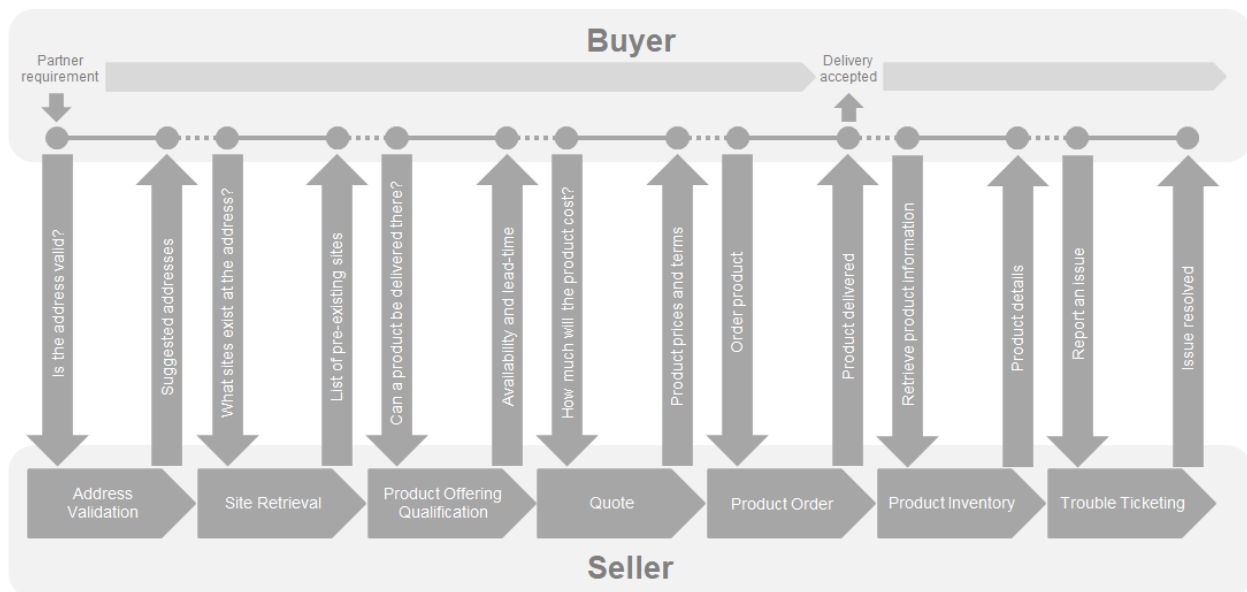 Buyer
Partner
requirement
Delivery
accepted
Is the address valid?
Suggested addresses
What sites exist at the address?
List of pre-existing sites
Can a product be delivered there?
Availability and lead-time
How much will the product cost?
Product prices and terms
Order product
Product delivered
Retrieve product information
Product details
Report an issue
Issue resolved
Address
Validation
Site Retrieval
Product Offering
Qualification
Quote
Product Order
Product Inventory
Trouble Ticketing
Seller